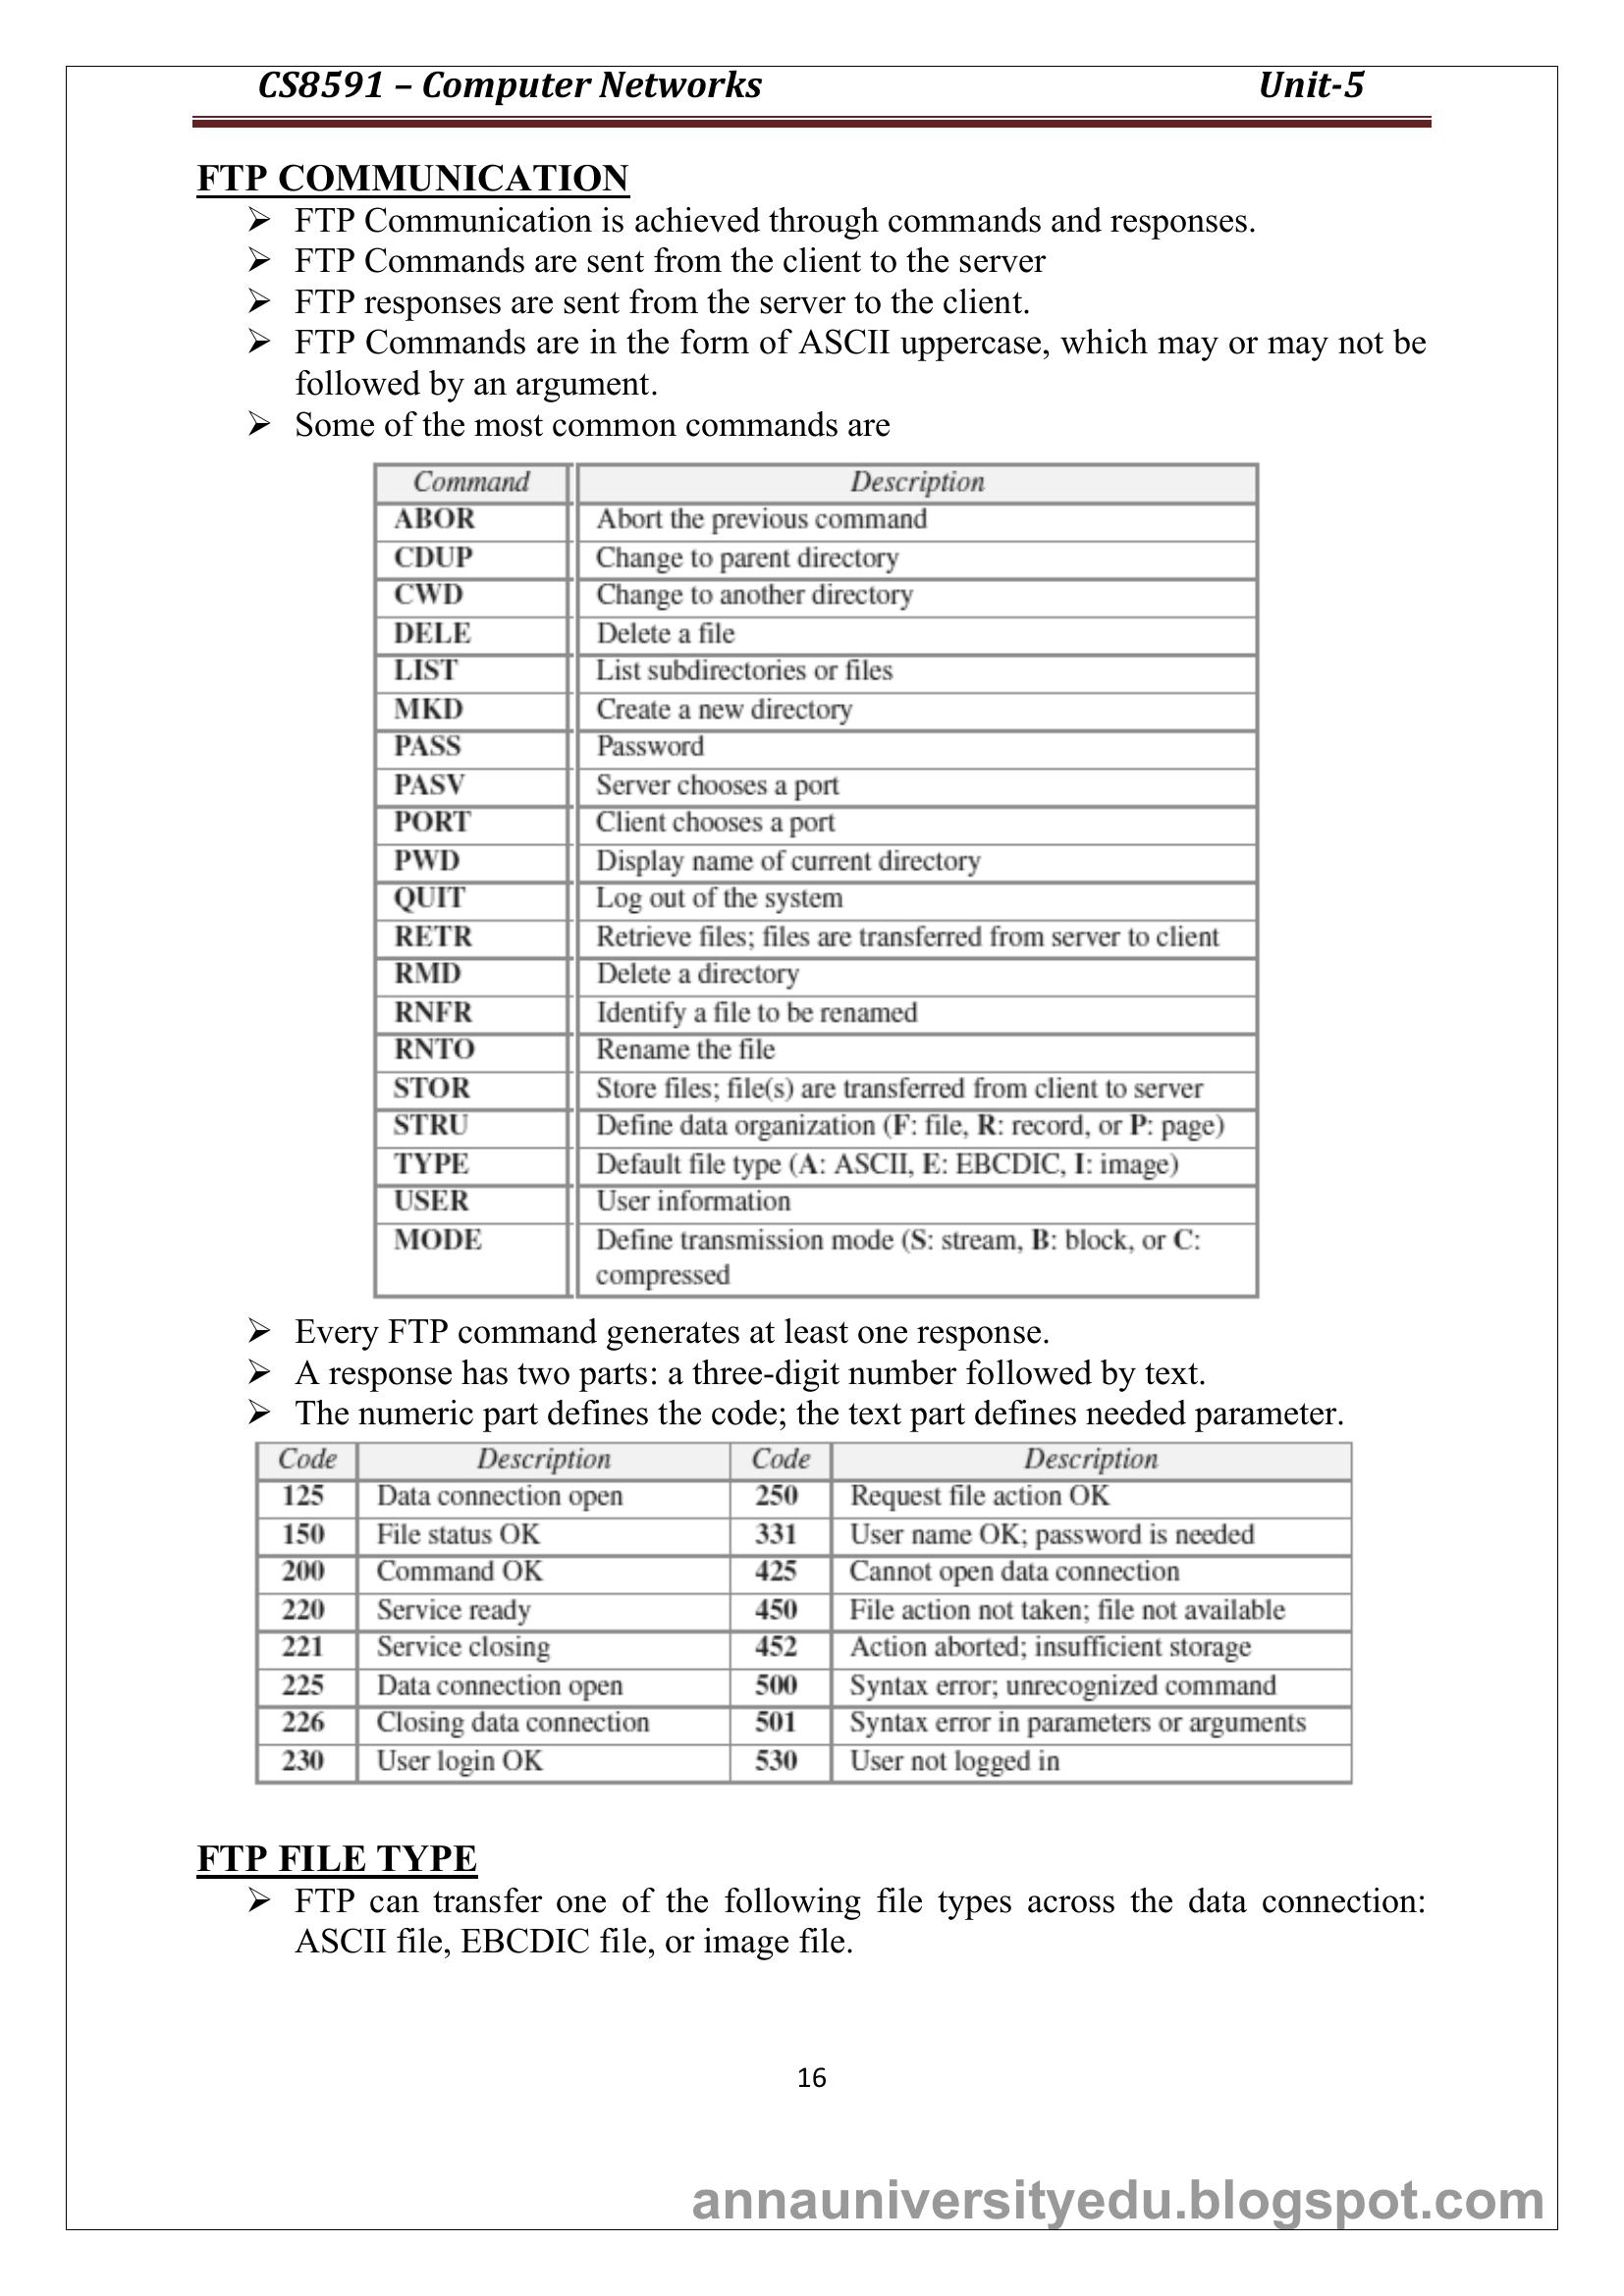 CS8591 – Computer Networks Unit-5
FTP COMMUNICATION
➢ FTP Communication is achieved through commands and responses.
➢ FTP Commands are sent from the client to the server
➢ FTP responses are sent from the server to the client.
➢ FTP Commands are in the form of ASCII uppercase, which may or may not be
followed by an argument.
➢ Some of the most common commands are
Command Description
ABOR Abort the previous command
CDUP Change to parent directory
CWD Change to another directory
DELE Delete a file
LIST List subdirectories or files
MKD Create a new directory
PASS Password
PASV Server chooses a port
PORT Client chooses a port
PWD Display name of current directory
QUIT Log out of the system
RETR Retrieve files; files are transferred from server to client
RMD Delete a directory
RNFR Identify a file to be renamed
RNTO Rename the file
STOR Store files; file(s) are transferred from client to server
STRU Define data organization (F: file, R: record, or P: page)
TYPE Default file type (A: ASCII, E: EBCDIC, I: image)
USER User information
MODE Define transmission mode (S: stream, B: block, or C:
compressed
➢ Every FTP command generates at least one response.
➢ A response has two parts: a three-digit number followed by text.
➢ The numeric part defines the code; the text part defines needed parameter.
Code Description Code Description
125 Data connection open 250 Request file action OK
150 File status OK 331 User name OK; password is needed
200 Command OK 425 Cannot open data connection
220 Service ready 450 File action not taken; file not available
221 Service closing 452 Action aborted; insufficient storage
225 Data connection open 500 Syntax error; unrecognized command
226 Closing data connection 501 Syntax error in parameters or arguments
230 User login OK 530 User not logged in
FTP FILE TYPE
➢ FTP can transfer one of the following file types across the data connection:
ASCII file, EBCDIC file, or image file.
16
annauniversityedu.blogspot.com